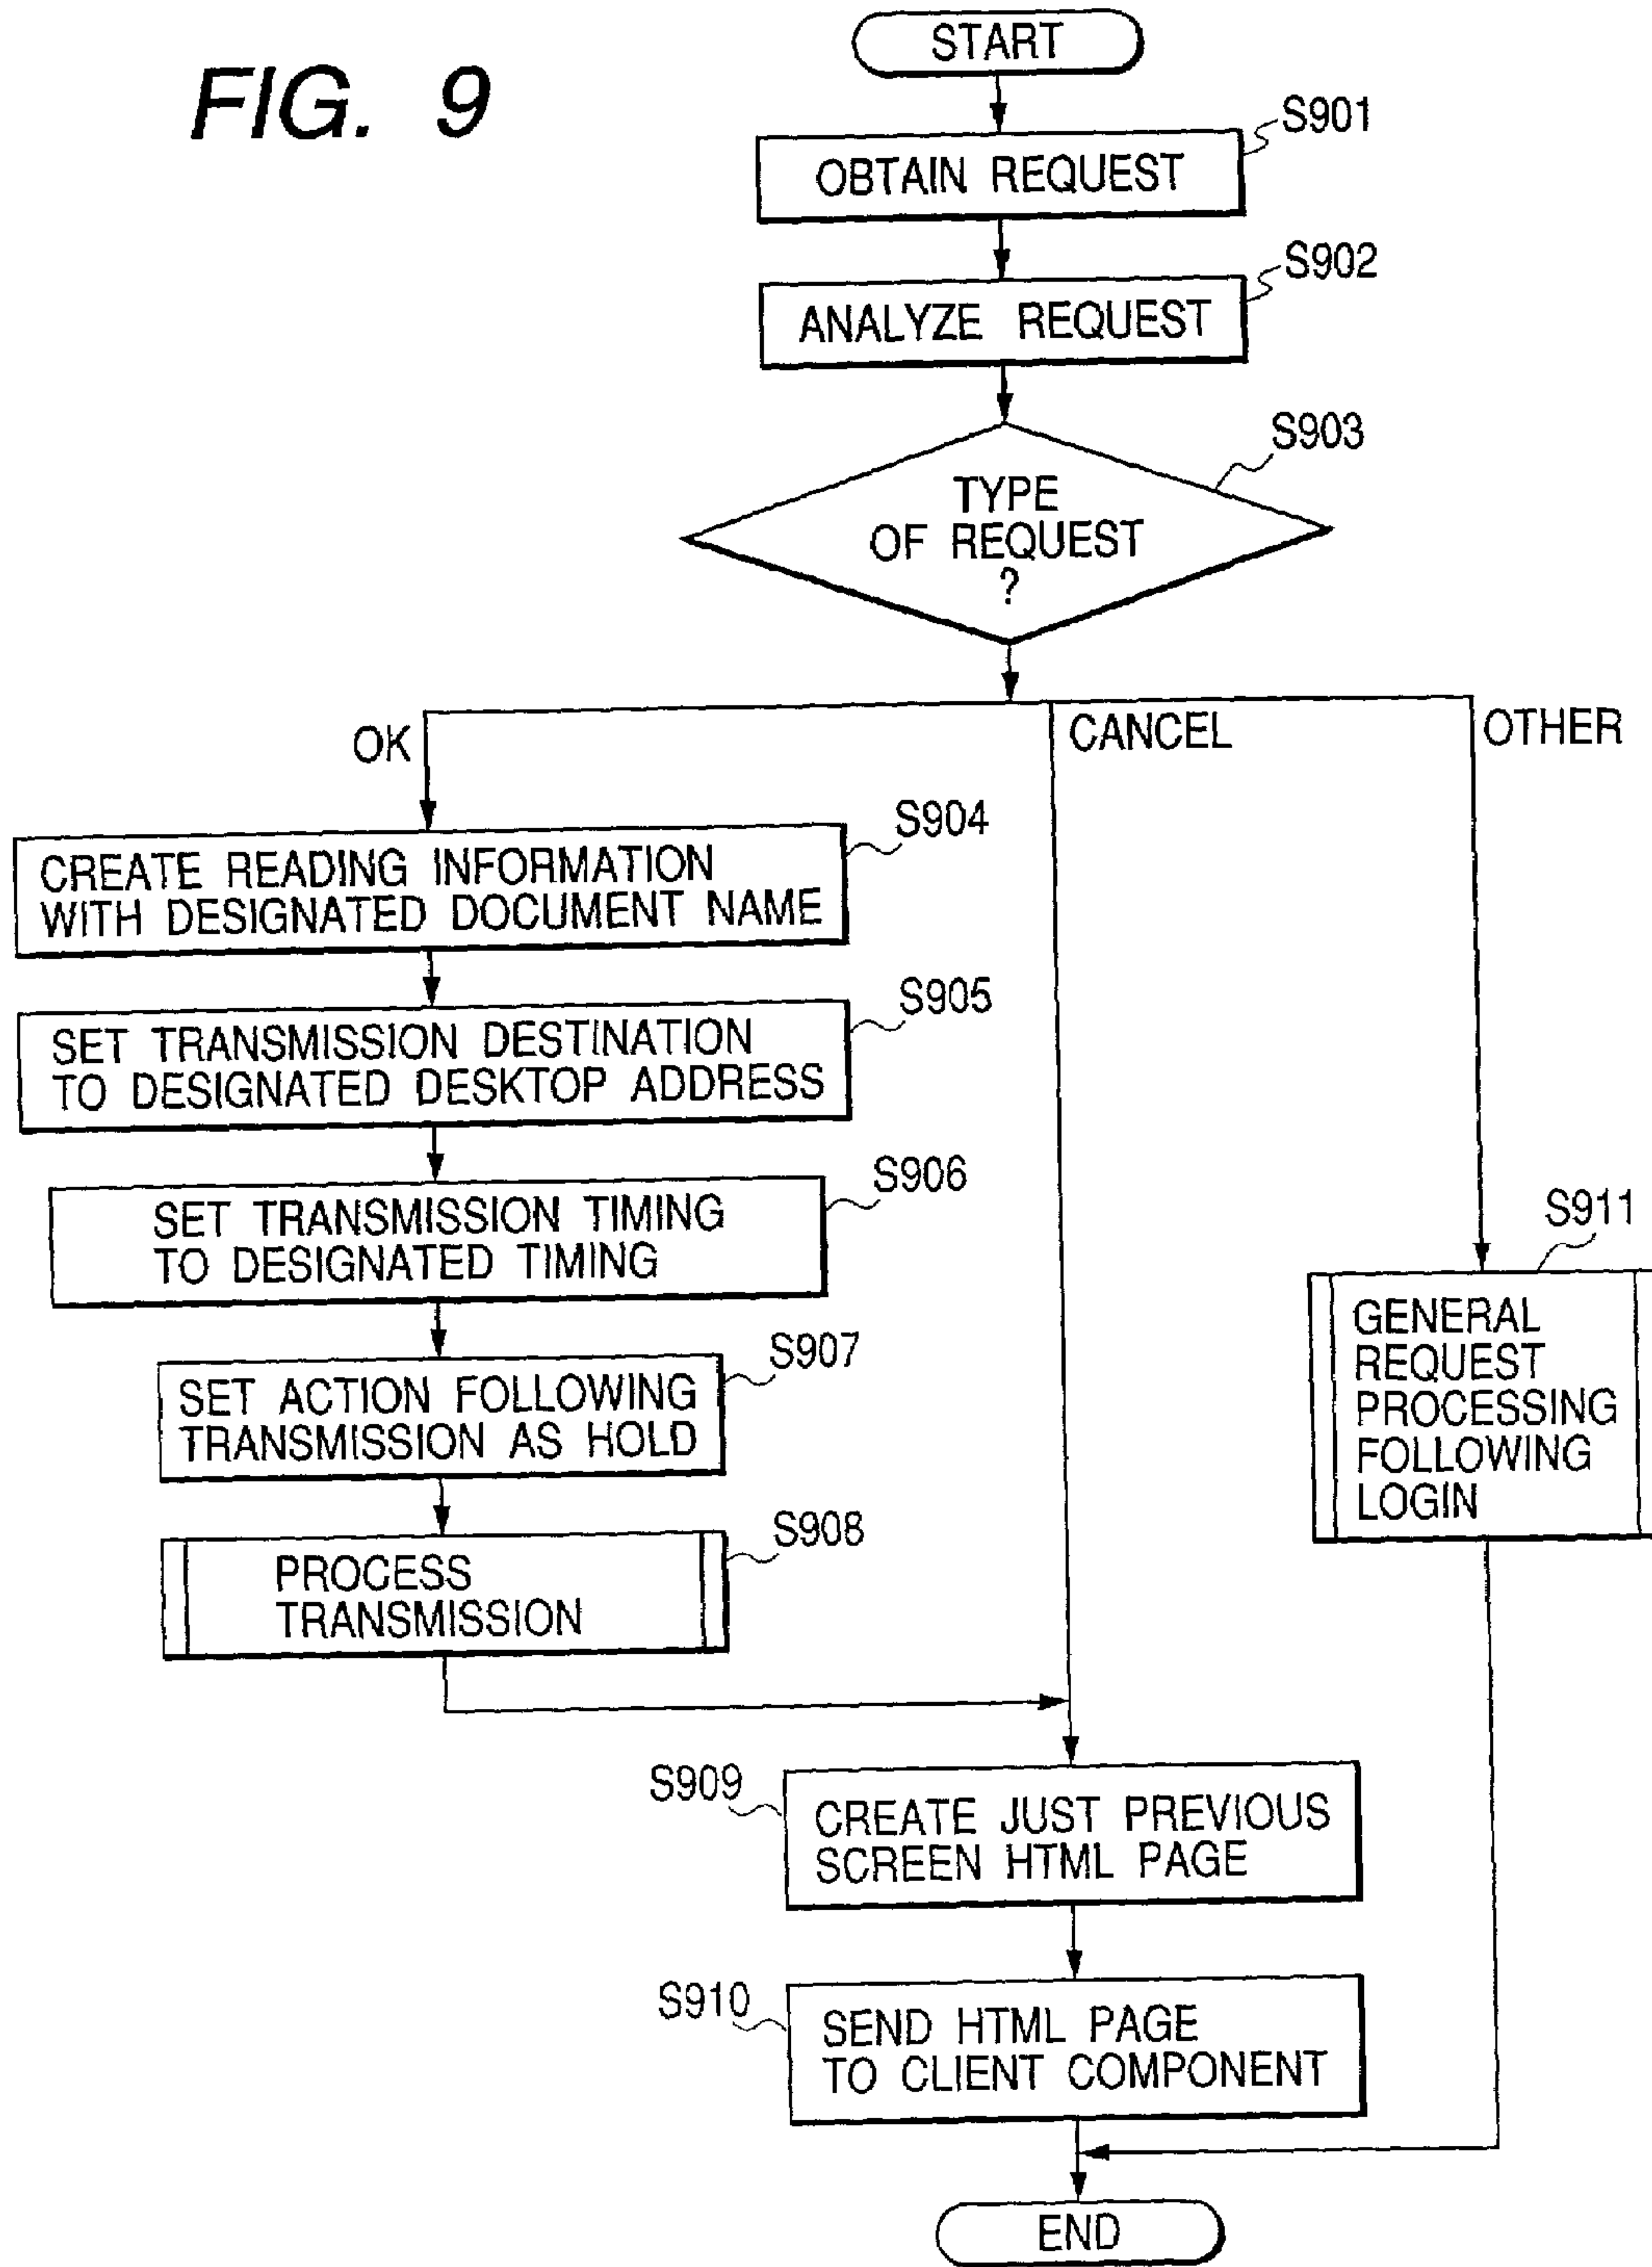 FIG. 9
START
S901
OBTAIN REQUEST
S902
ANALYZE REQUEST
S903
TYPE
OF REQUEST
?
OK
CANCEL
OTHER
S904
CREATE READING INFORMATION
WITH DESIGNATED DOCUMENT NAME
S905
SET TRANSMISSION DESTINATION
TO DESIGNATED DESKTOP ADDRESS
S906
SET TRANSMISSION TIMING
TO DESIGNATED TIMING
S907
SET ACTION FOLLOWING
TRANSMISSION AS HOLD
S908
PROCESS
TRANSMISSION
S911
GENERAL
REQUEST
PROCESSING
FOLLOWING
LOGIN
S909
CREATE JUST PREVIOUS
SCREEN HTML PAGE
S910
SEND HTML PAGE
TO CLIENT COMPONENT
END